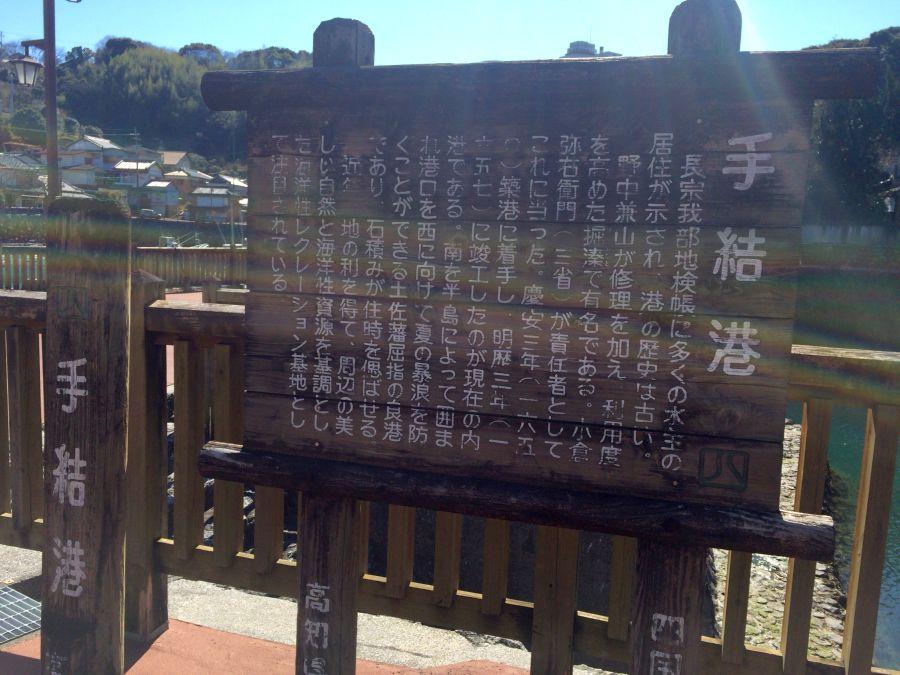 手結港
長宗我部地検帳に多くの水主の
居住が示され、港の歴史は古い。
野中兼山が修理を加え、利用度
を高めた掘湊で有名である。小倉
弥右衛門(三省)が責任者として
これに当った。慶安三年(一六五
〇)築港に着手し、明暦三年(一
六五七)に竣工したのが現在の内
港である。南を半島によって囲ま
れ港口を西に向けて夏の暴浪を防
ぐことができる土佐藩屈指の良港
であり、石積みが往時を偲ばせる
近年、地の利を得て、周辺の美
しい自然と海洋性資源を基調とし
た海洋性レクレーション基地とし
て注目されている。
四
手結港
高知県
四国